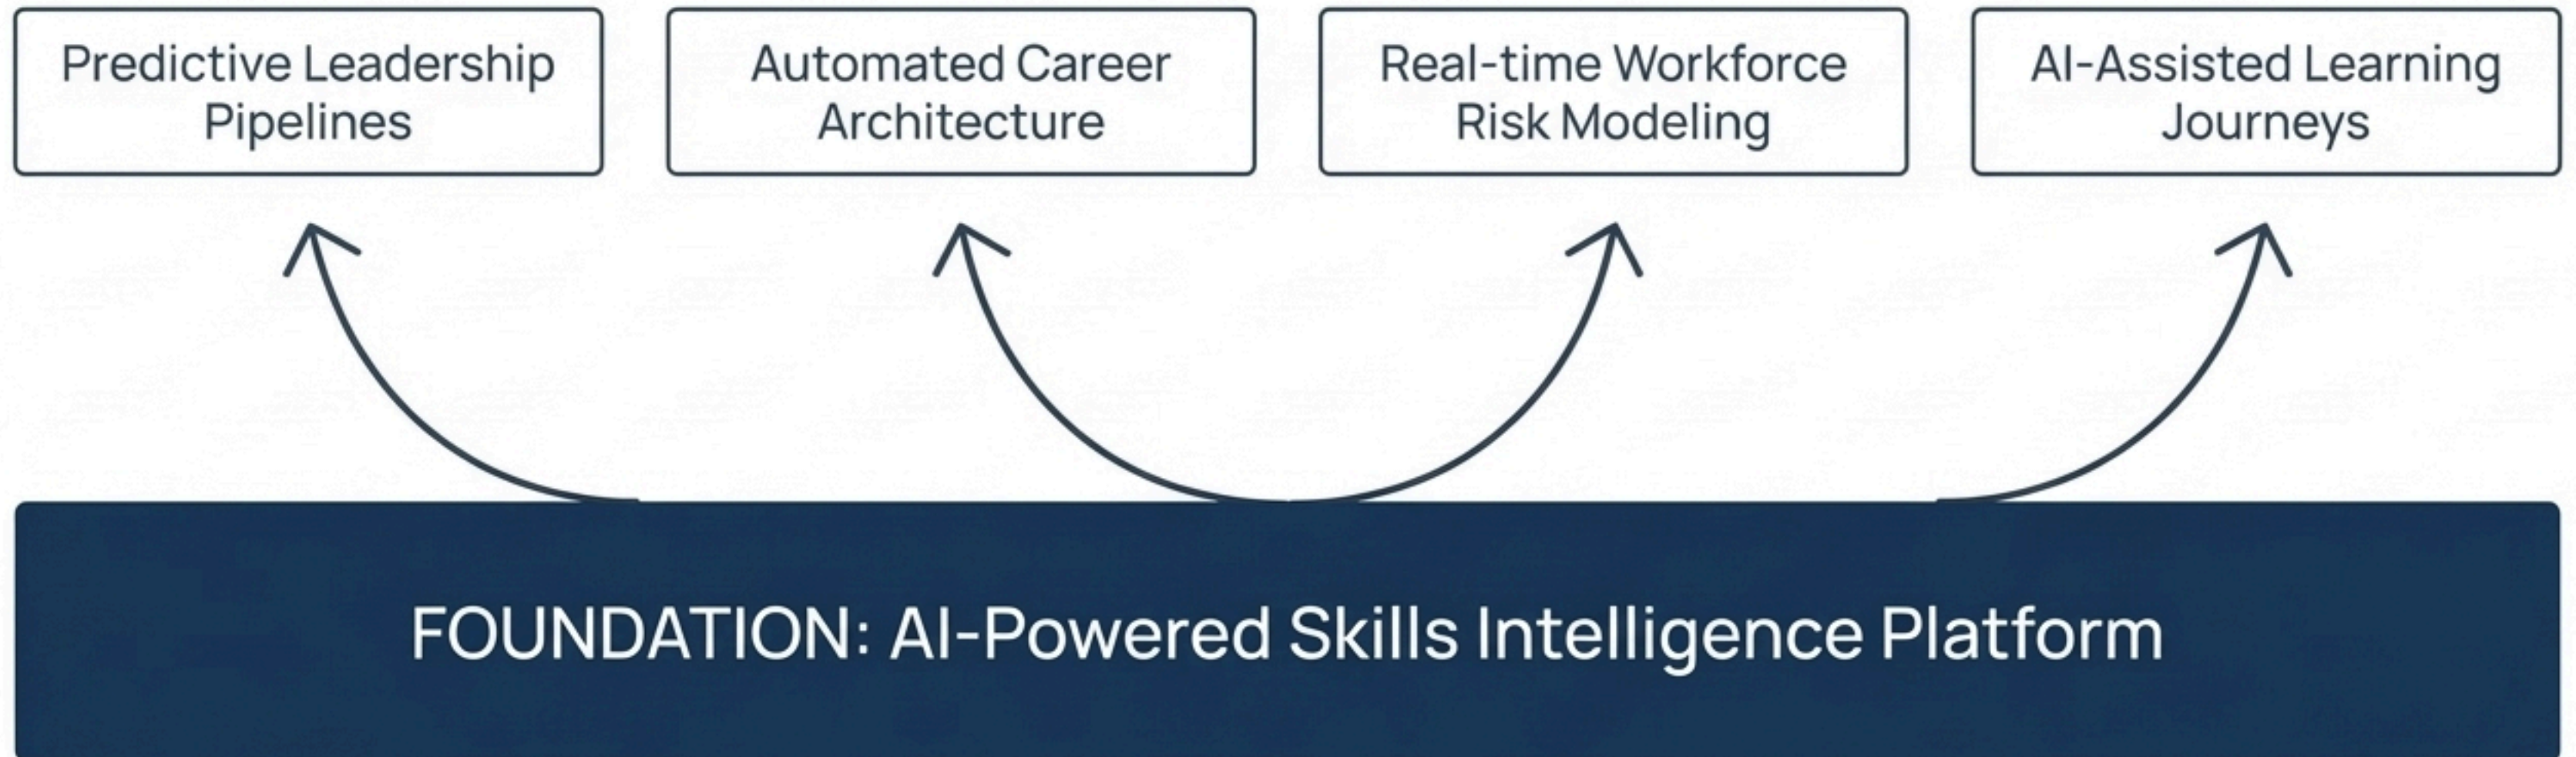 Predictive Leadership
Pipelines
Automated Career
Architecture
Real-time Workforce
Risk Modeling
AI-Assisted Learning
Journeys
FOUNDATION: AI-Powered Skills Intelligence Platform